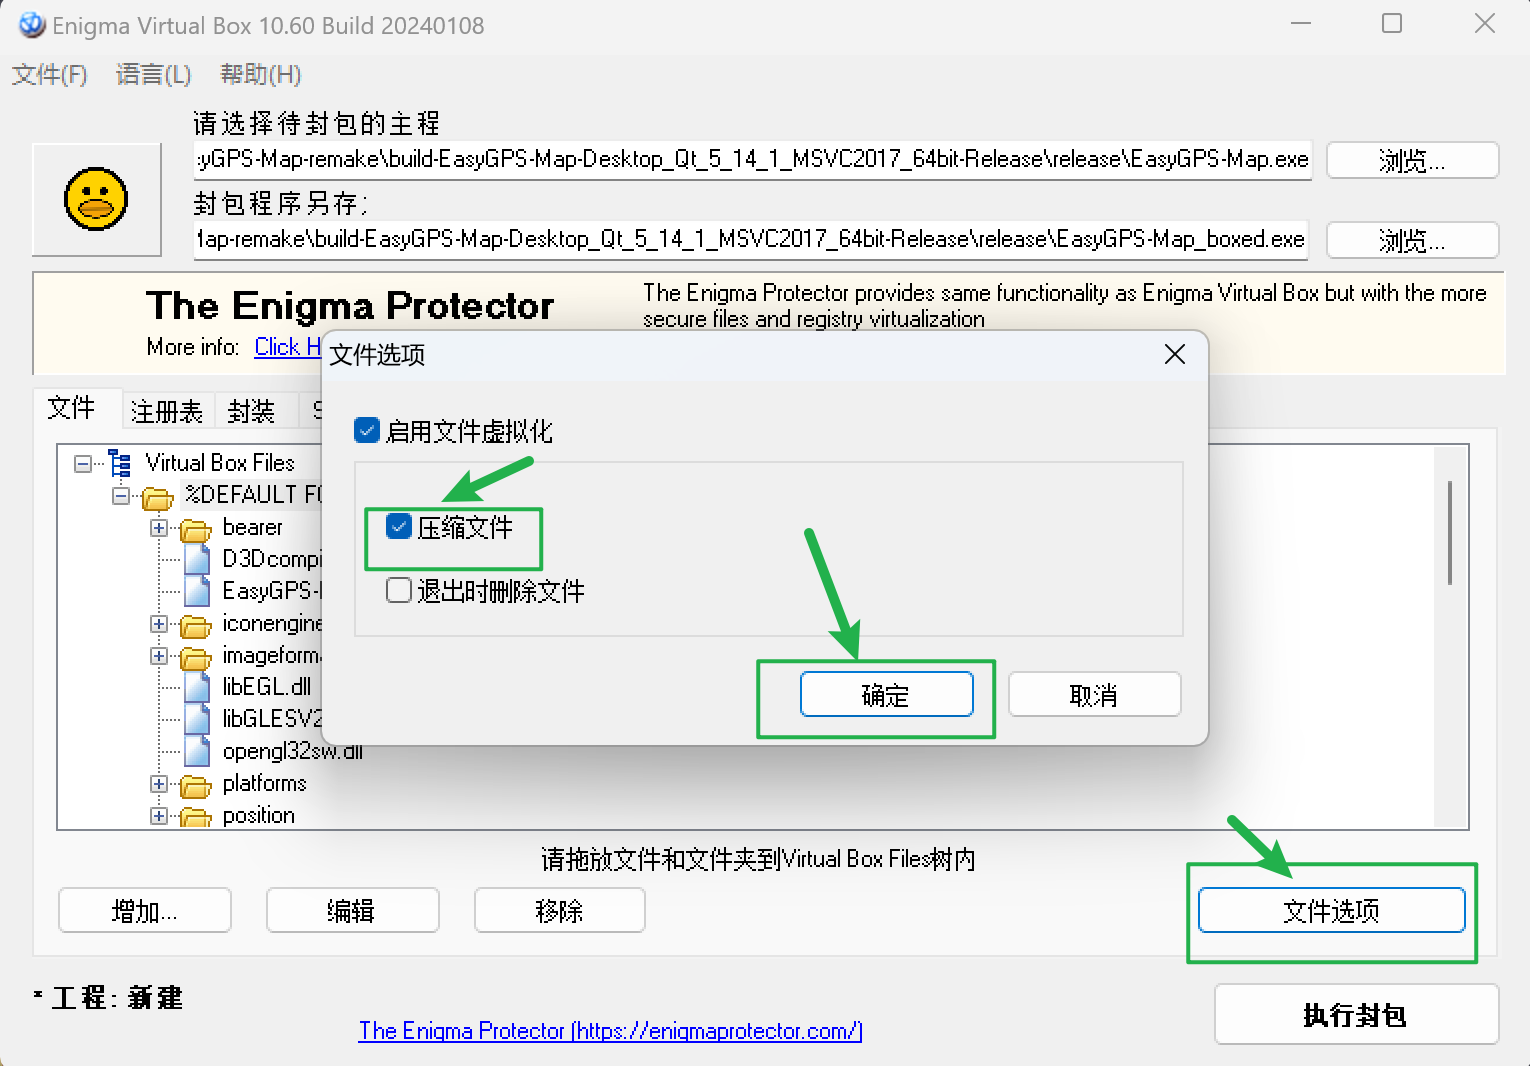 Enigma Virtual Box 10.60 Build 20240108
文件(F) 语言(L) 帮助(H)
请选择待封包的主程
yGPS-Map-remake\build-EasyGPS-Map-Desktop_Qt_5_14_1_MSVC2017_64bit-Release\release\EasyGPS-Map.exe 浏览...
封包程序另存;
ap-remake\build-EasyGPS-Map-Desktop_Qt_5_14_1_MSVC2017_64bit-Release\release\EasyGPS-Map_boxed.exe 浏览...
The Enigma Protector
More info: Click H
The Enigma Protector provides same functionality as Enigma Virtual Box but with the more
secure files and registry virtualization
文件选项
启用文件虚拟化
压缩文件
退出时删除文件
确定 取消
文件 注册表 封装 S
Virtual Box Files
%DEFAULT FO
bearer
D3Dcompi
EasyGPS-
iconengine
imageforma
libEGL.dll
libGLESV2
opengl32sw.dll
platforms
position
请拖放文件和文件夹到Virtual Box Files树内
增加... 编辑 移除 文件选项
* 工程: 新建
The Enigma Protector (https://enigmaprotector.com/)
执行封包